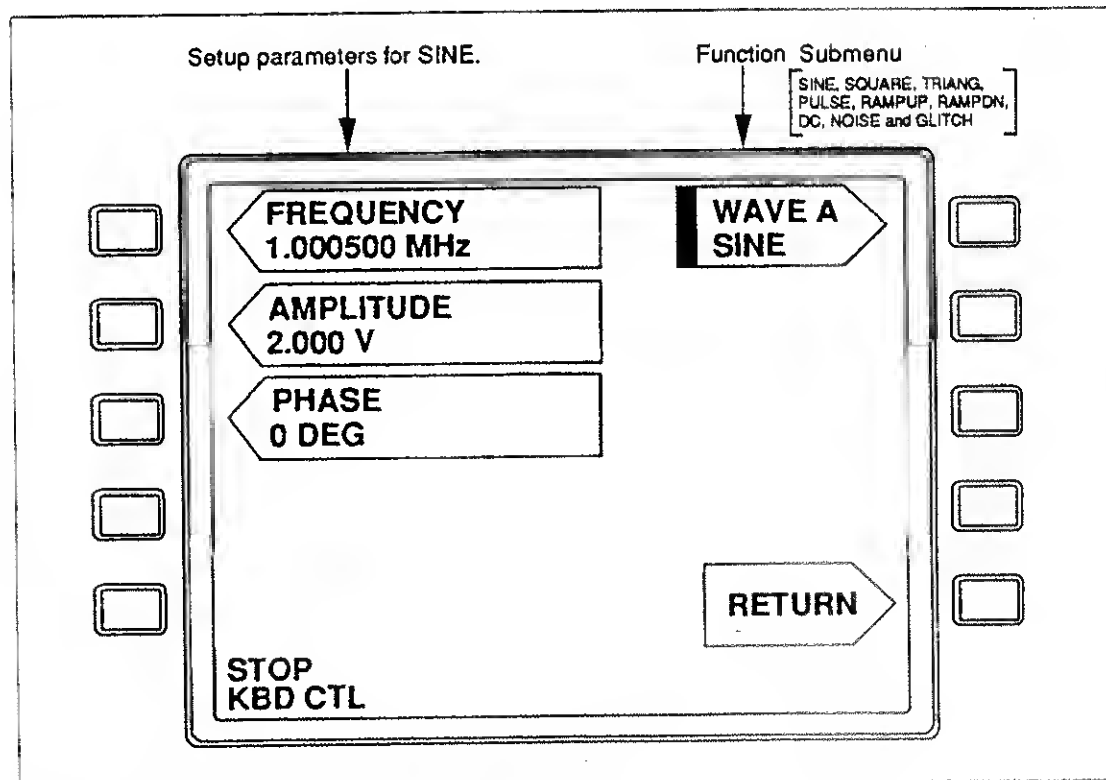 Setup parameters for SINE.
Function Submenu
SINE, SQUARE, TRIANG,
PULSE, RAMPUP, RAMPDN,
DC, NOISE and GLITCH
FREQUENCY
1.000500 MHz
WAVE A
SINE
AMPLITUDE
2.000 V
PHASE
0 DEG
RETURN
STOP
KBD CTL